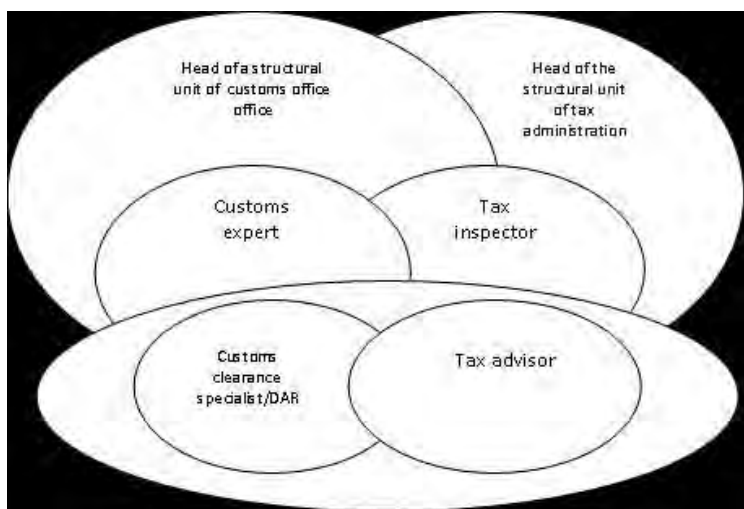 Head of a structural
unit of customs office
office
Head of the
structural unit
of tax
administration
Customs
expert
Tax
inspector
Customs
clearance
specialist/DAR
Tax advisor